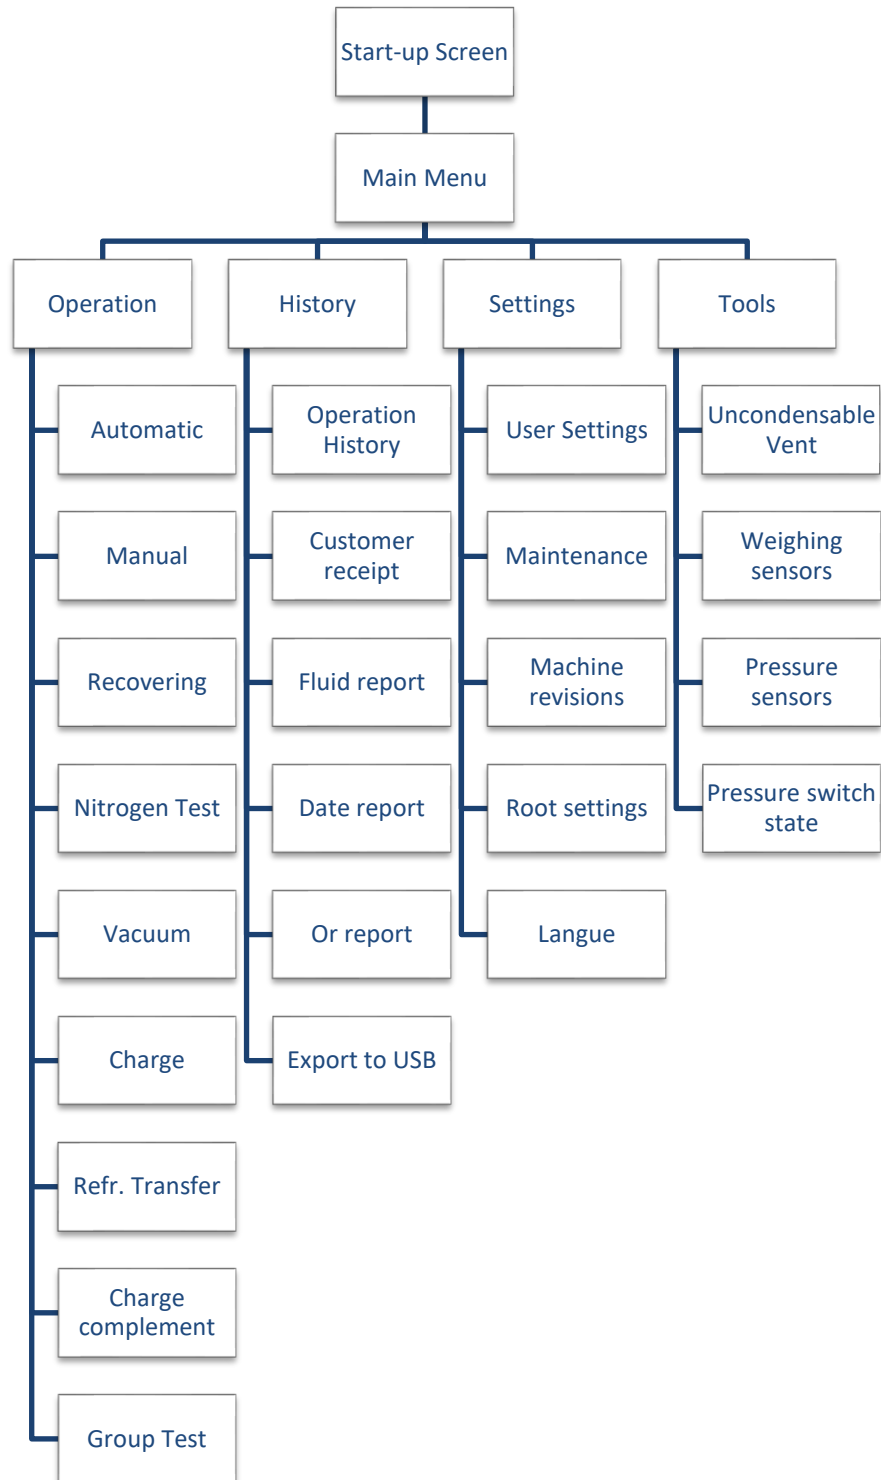 Start-up Screen
Main Menu
Operation
History
Settings
Tools
Automatic
Manual
Recovering
Nitrogen Test
Vacuum
Charge
Refr. Transfer
Charge
complement
Group Test
Operation
History
Customer
receipt
Fluid report
Date report
Or report
Export to USB
User Settings
Maintenance
Machine
revisions
Root settings
Langue
Uncondensable
Vent
Weighing
sensors
Pressure
sensors
Pressure switch
state